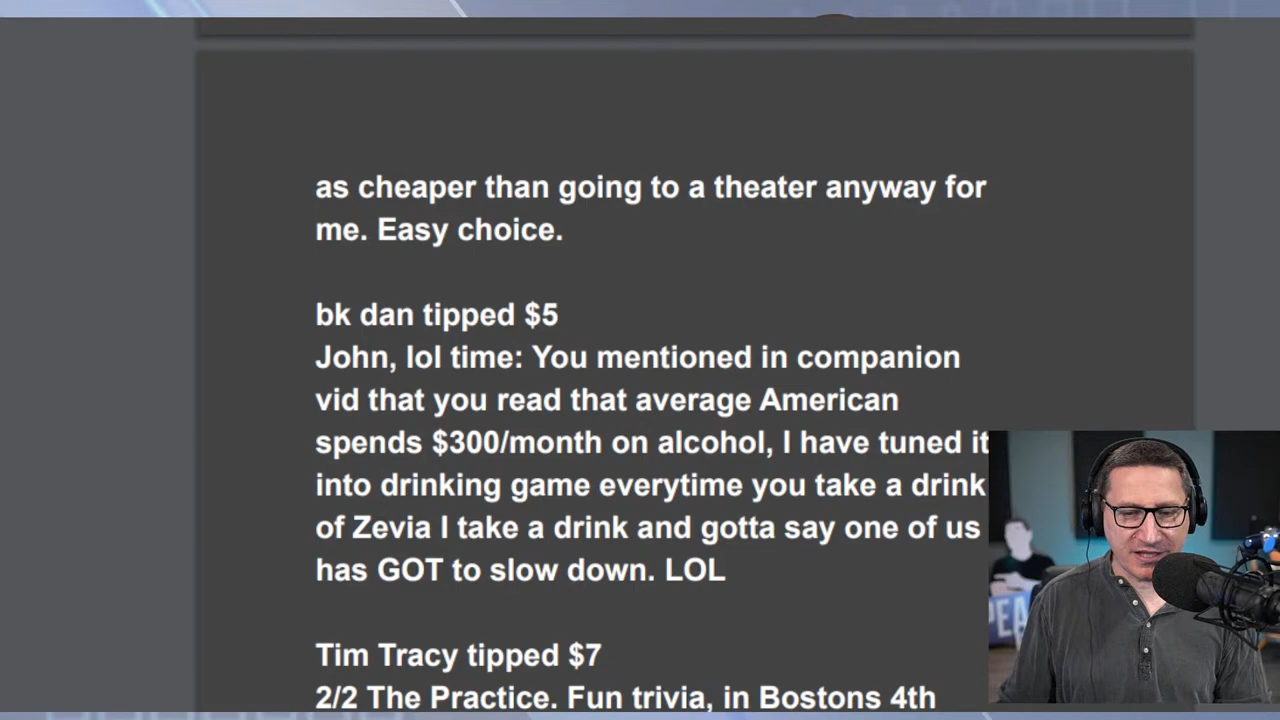 as cheaper than going to a theater anyway for
me. Easy choice.
bk dan tipped $5
John, lol time: You mentioned in companion
vid that you read that average American
spends $300/month on alcohol, I have tuned it
into drinking game everytime you take a drink
of Zevia I take a drink and gotta say one of us
has GOT to slow down. LOL
Tim Tracy tipped $7
2/2 The Practice. Fun trivia, in Bostons 4th
PEA